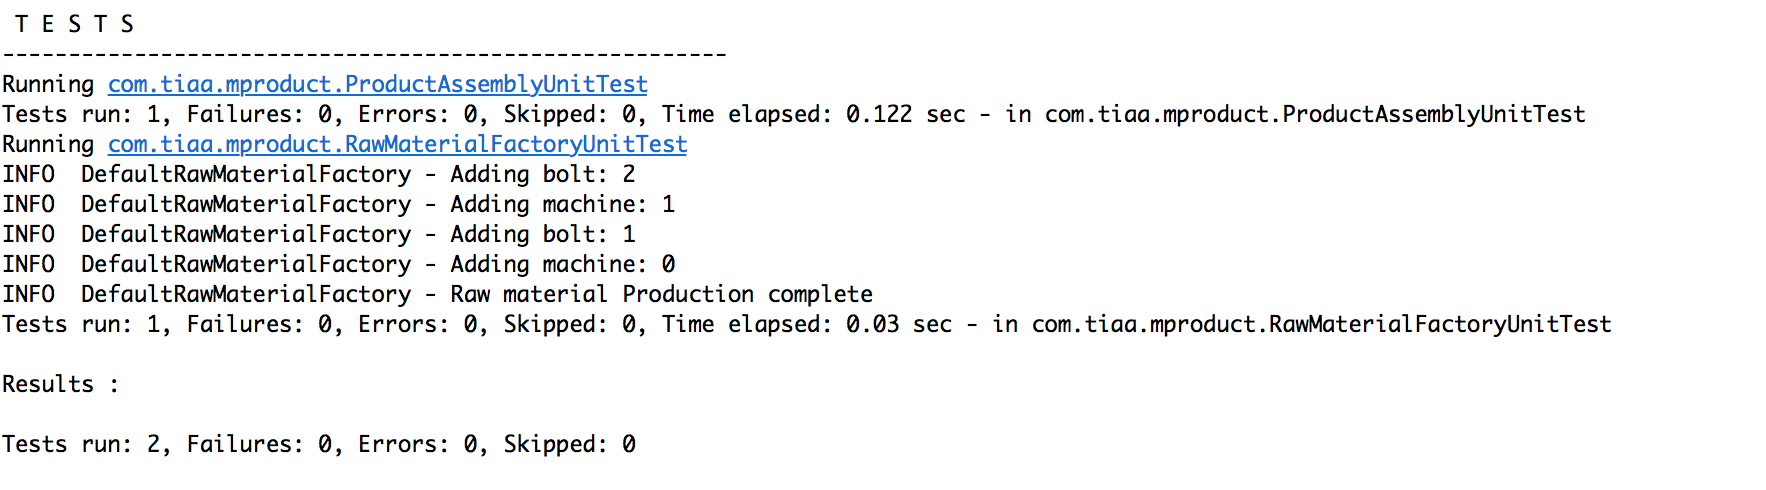 T E S T S
-------------------------------------------------------
Running com.tiaa.mproduct.ProductAssemblyUnitTest
Tests run: 1, Failures: 0, Errors: 0, Skipped: 0, Time elapsed: 0.122 sec - in com.tiaa.mproduct.ProductAssemblyUnitTest
Running com.tiaa.mproduct.RawMaterialFactoryUnitTest
INFO  DefaultRawMaterialFactory - Adding bolt: 2
INFO  DefaultRawMaterialFactory - Adding machine: 1
INFO  DefaultRawMaterialFactory - Adding bolt: 1
INFO  DefaultRawMaterialFactory - Adding machine: 0
INFO  DefaultRawMaterialFactory - Raw material Production complete
Tests run: 1, Failures: 0, Errors: 0, Skipped: 0, Time elapsed: 0.03 sec - in com.tiaa.mproduct.RawMaterialFactoryUnitTest
Results :
Tests run: 2, Failures: 0, Errors: 0, Skipped: 0